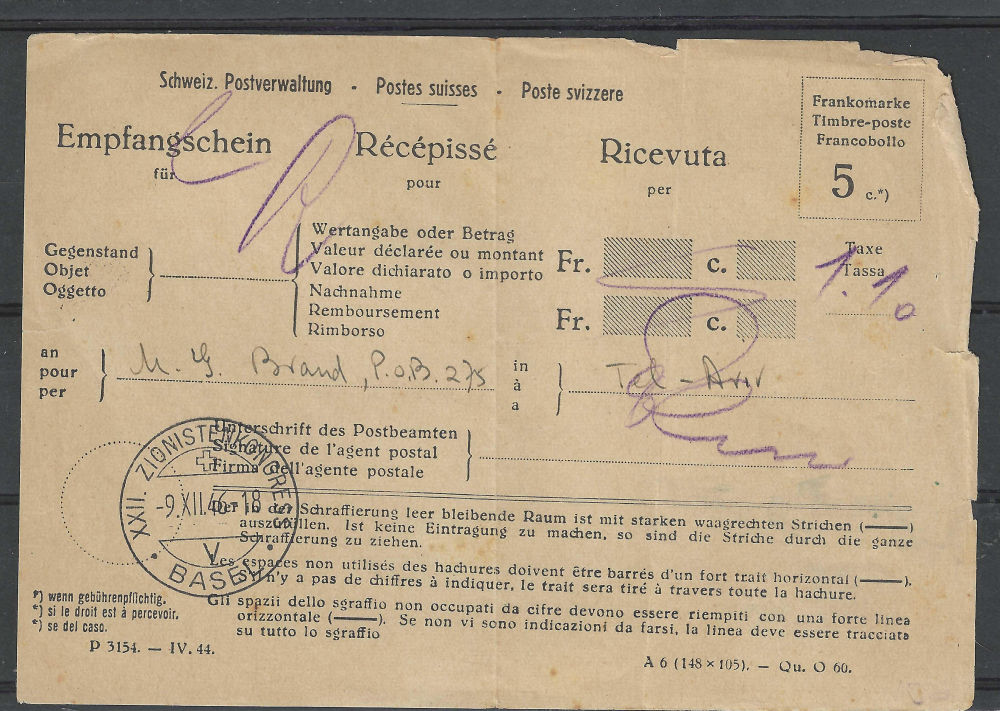 Schweiz. Postverwaltung - Postes suisses - Poste svizzere
Frankomarke
Timbre-poste
Francobollo
5 c.*)
Empfangschein
für
Récépissé
pour
Ricevuta
per
Gegenstand
Objet
Oggetto
Wertangabe oder Betrag
Valeur déclarée ou montant
Valore dichiarato o importo
Nachnahme
Remboursement
Rimborso
Fr. c.
Fr. c.
Taxe
Tassa
1.10
an
pour
per
M. G. Brand, P.O.B. 275
in
à
a
Tel-Aviv
Unterschrift des Postbeamten
Signature de l'agent postal
Firma dell'agente postale
XXII. ZIONISTENKONGRESS
-9.XII.46-18
V
BASEL
Der in der Schraffierung leer bleibende Raum ist mit starken waagrechten Strichen (——)
auszufüllen. Ist keine Eintragung zu machen, so sind die Striche durch die ganze
Schraffierung zu ziehen.
Les espaces non utilisés des hachures doivent être barrés d'un fort trait horizontal (——).
S'il n'y a pas de chiffres à indiquer, le trait sera tiré à travers toute la hachure.
Gli spazii dello sgraffio non occupati da cifre devono essere riempiti con una forte linea
orizzontale (——). Se non vi sono indicazioni da farsi, la linea deve essere tracciata
su tutto lo sgraffio
*) wenn gebührenpflichtig.
*) si le droit est à percevoir.
*) se del caso.
P 3154. — IV. 44.
A 6 (148 × 105). — Qu. O 60.